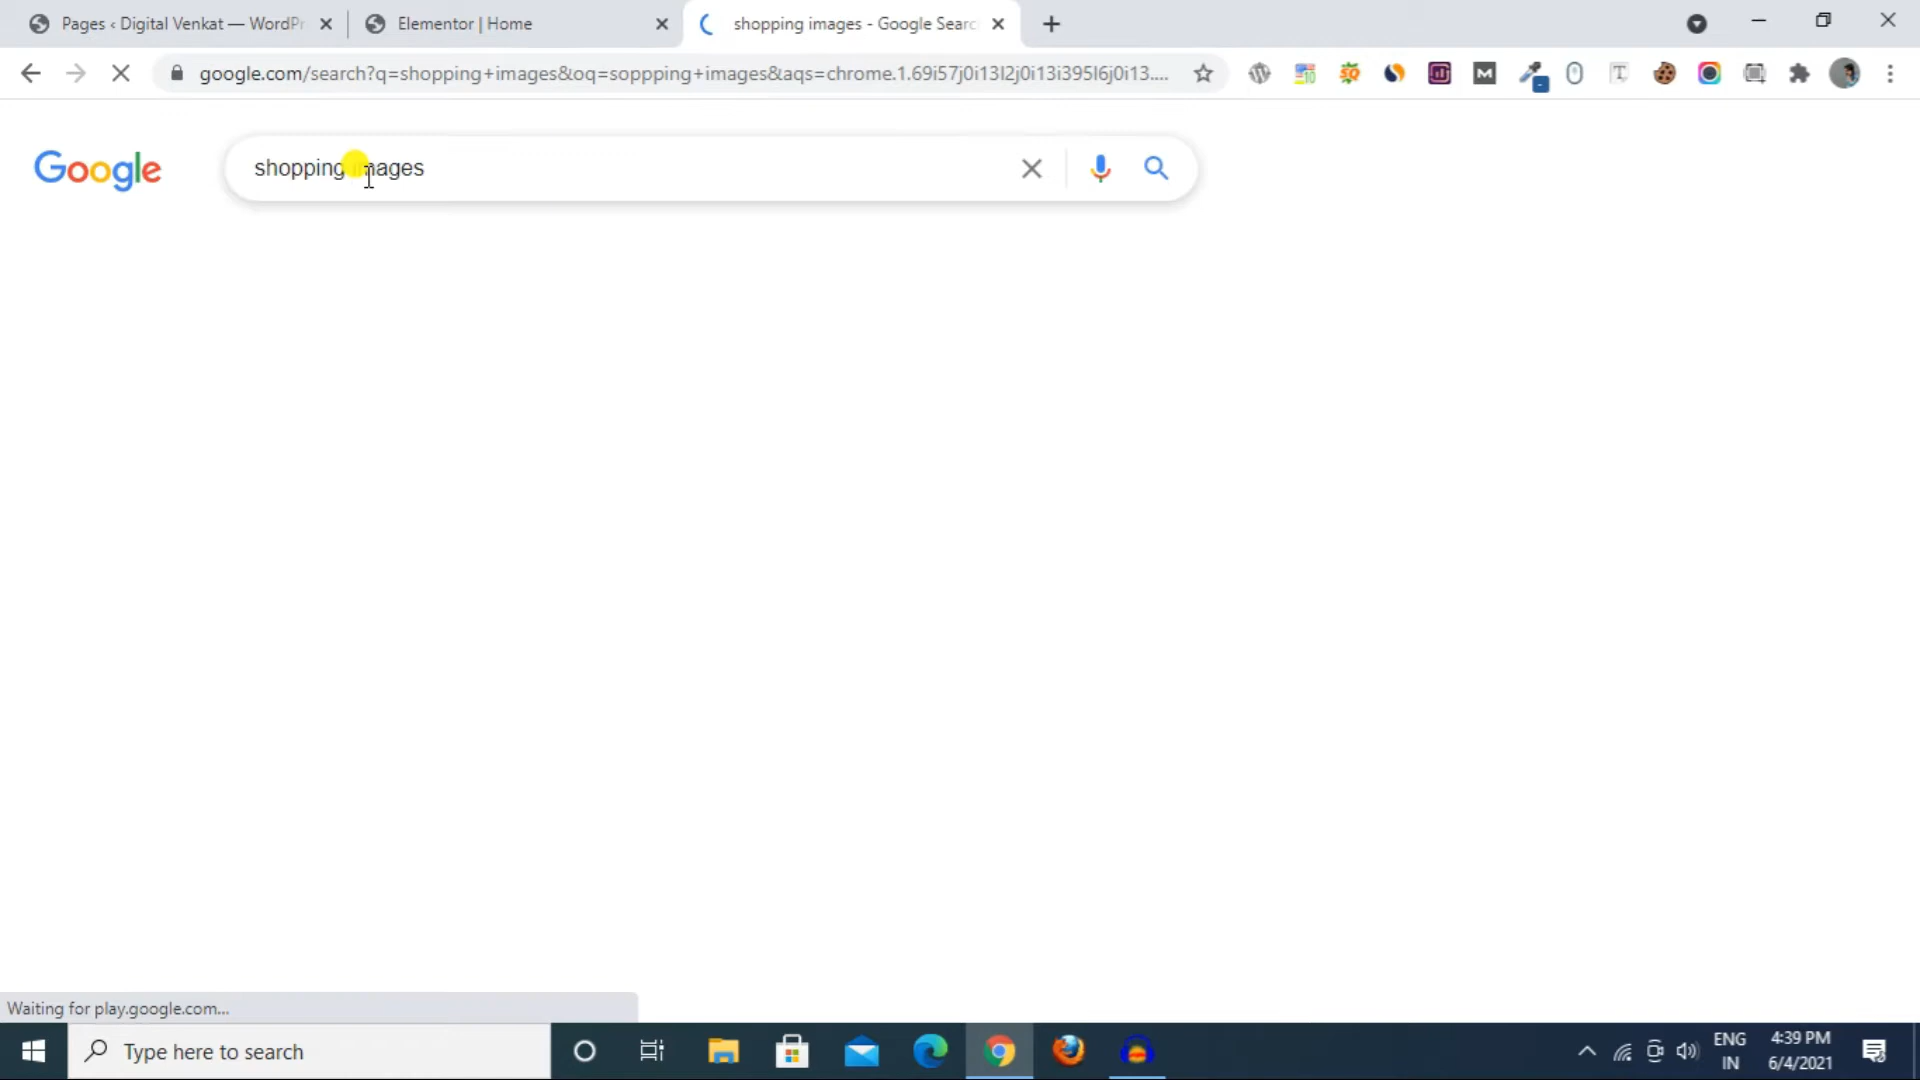 Pages ‹ Digital Venkat — WordPr
Elementor | Home
shopping images - Google Searc
google.com/search?q=shopping+images&oq=soppping+images&aqs=chrome.1.69i57j0i13l2j0i13i395l6j0i13....
Google
shopping images
Waiting for play.google.com...
Type here to search
ENG
IN
4:39 PM
6/4/2021